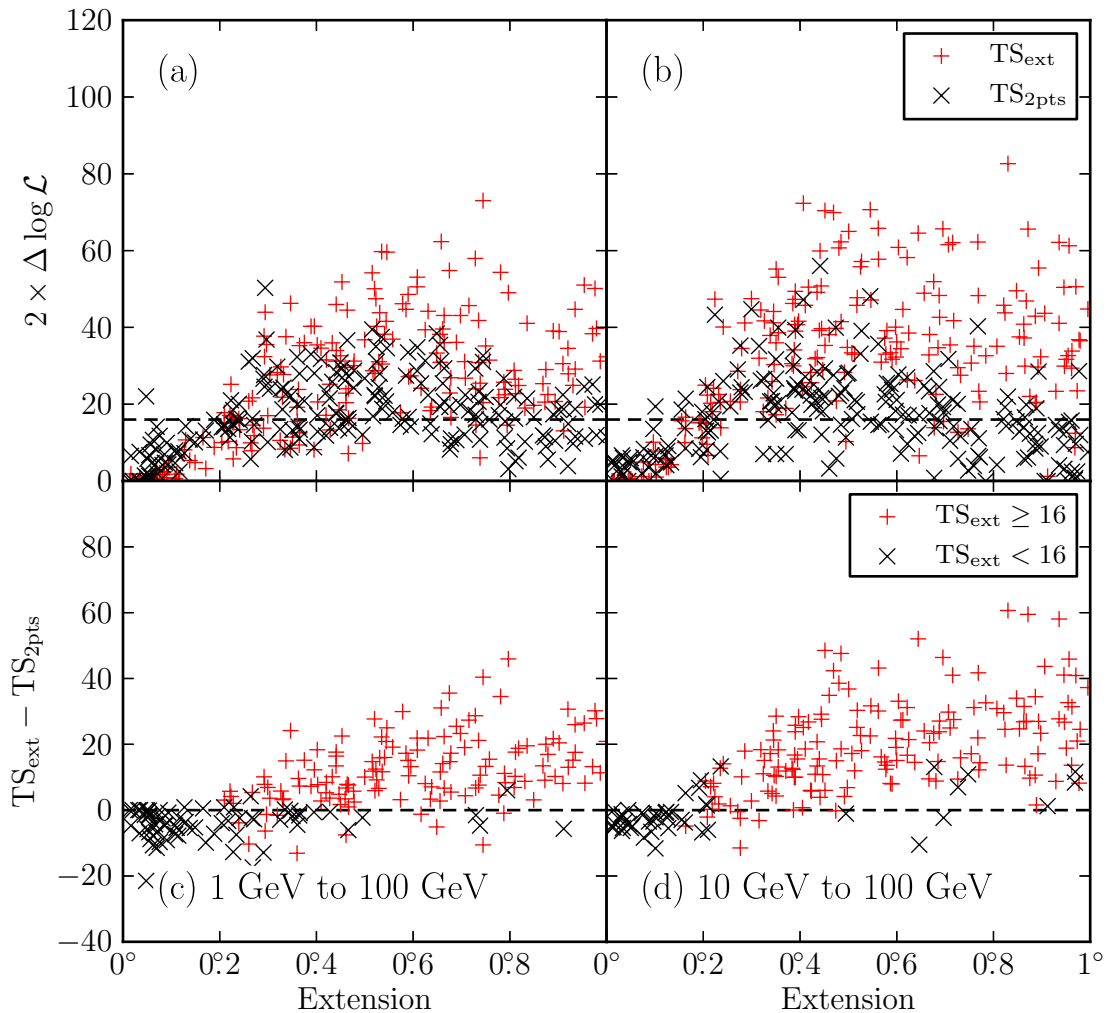 120
100
80
60
40
20
0
2 × Δ log ℒ
(a)
(b)
TS_ext
TS_2pts
80
60
40
20
0
−20
−40
TS_ext − TS_2pts
TS_ext ≥ 16
TS_ext < 16
(c) 1 GeV to 100 GeV
(d) 10 GeV to 100 GeV
0° 0°.2 0°.4 0°.6 0°.8 0° 0°.2 0°.4 0°.6 0°.8 1°
Extension
Extension